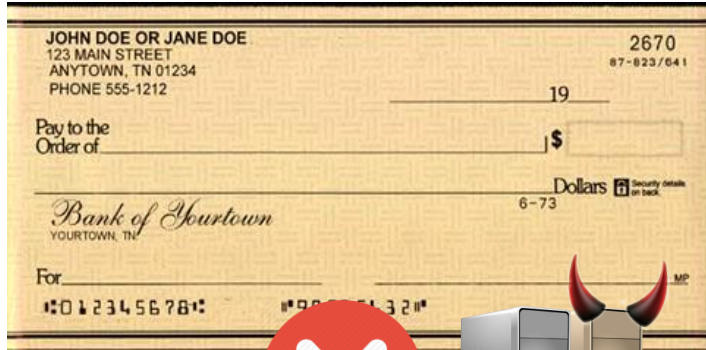 JOHN DOE OR JANE DOE
123 MAIN STREET
ANYTOWN, TN 01234
PHONE 555-1212
2670
87-823/641
19
Pay to the
Order of
$
Dollars
Security details
on back.
6-73
Bank of Yourtown
YOURTOWN, TN.
For
MP
⑆012345678⑆